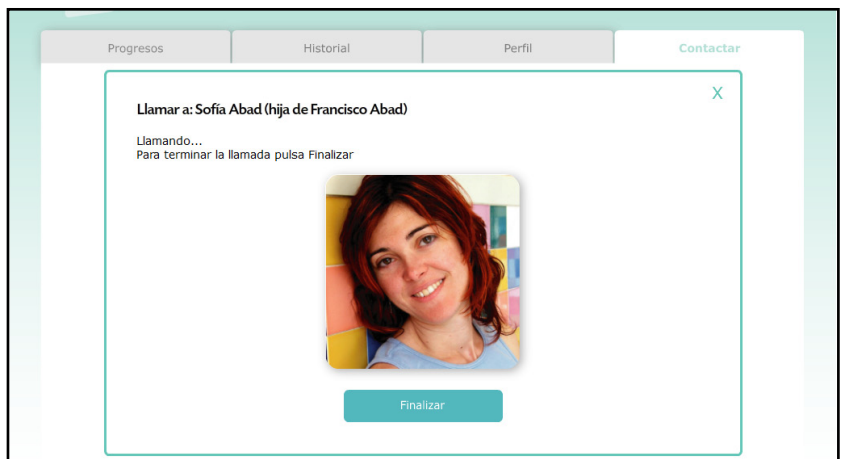 Progresos Historial Perfil Contactar
X
Llamar a: Sofía Abad (hija de Francisco Abad)
Llamando...
Para terminar la llamada pulsa Finalizar
Finalizar